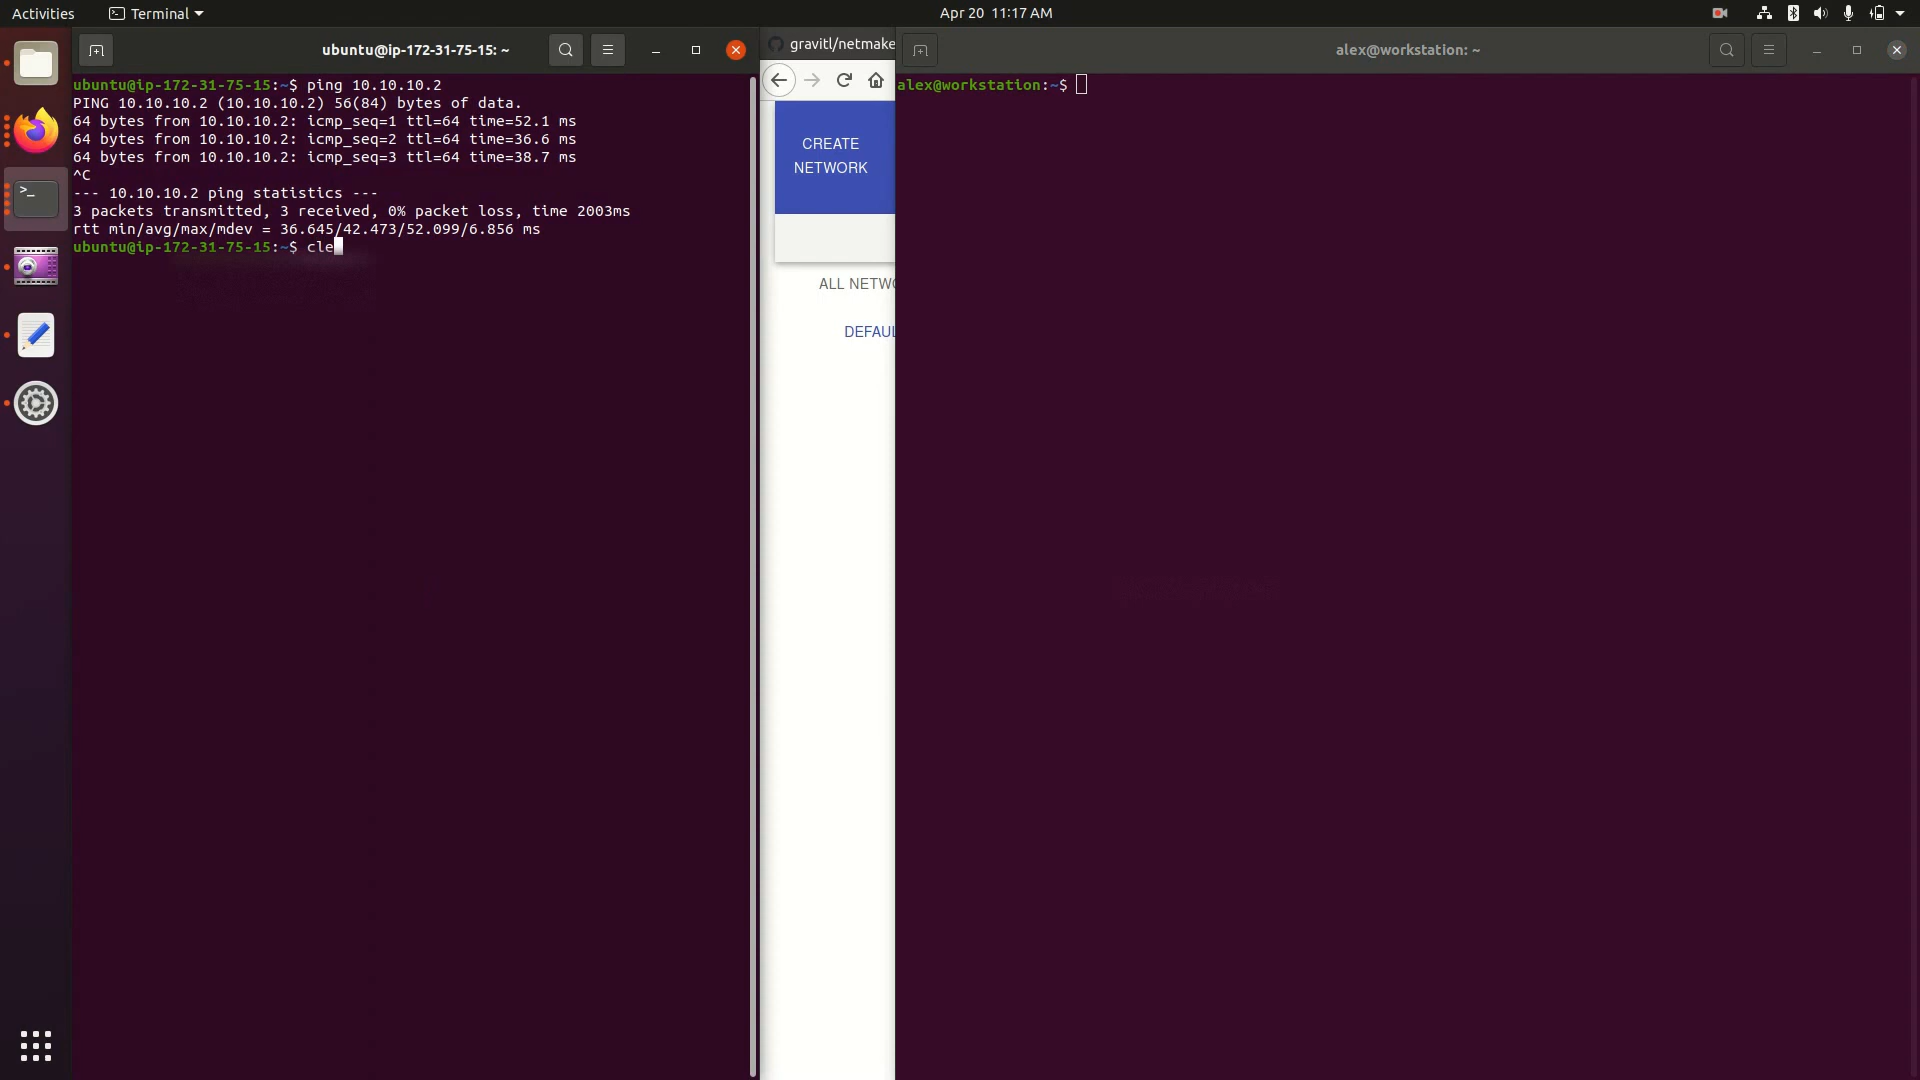 Activities
Terminal
Apr 20 11:17 AM
ubuntu@ip-172-31-75-15: ~
ubuntu@ip-172-31-75-15:~$ ping 10.10.10.2
PING 10.10.10.2 (10.10.10.2) 56(84) bytes of data.
64 bytes from 10.10.10.2: icmp_seq=1 ttl=64 time=52.1 ms
64 bytes from 10.10.10.2: icmp_seq=2 ttl=64 time=36.6 ms
64 bytes from 10.10.10.2: icmp_seq=3 ttl=64 time=38.7 ms
^C
--- 10.10.10.2 ping statistics ---
3 packets transmitted, 3 received, 0% packet loss, time 2003ms
rtt min/avg/max/mdev = 36.645/42.473/52.099/6.856 ms
ubuntu@ip-172-31-75-15:~$ cle
gravitl/netmake
CREATE
NETWORK
ALL NETWO
DEFAUL
alex@workstation: ~
alex@workstation:~$